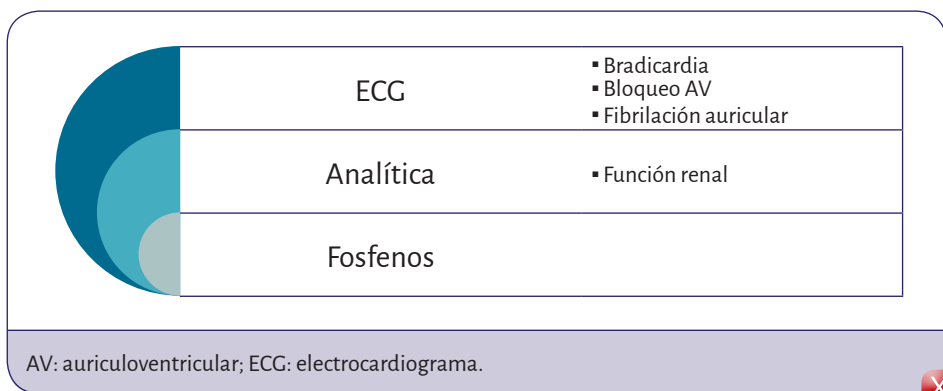 ECG
▪ Bradicardia
▪ Bloqueo AV
▪ Fibrilación auricular
Analítica
▪ Función renal
Fosfenos
AV: auriculoventricular; ECG: electrocardiograma.